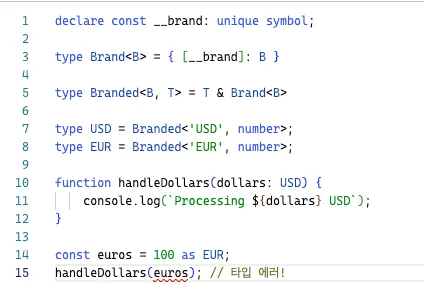 1 declare const __brand: unique symbol;
2
3 type Brand<B> = { [__brand]: B }
4
5 type Branded<B, T> = T & Brand<B>
6
7 type USD = Branded<'USD', number>;
8 type EUR = Branded<'EUR', number>;
9
10 function handleDollars(dollars: USD) {
11     console.log(`Processing ${dollars} USD`);
12 }
13
14 const euros = 100 as EUR;
15 handleDollars(euros); // 타입 에러!